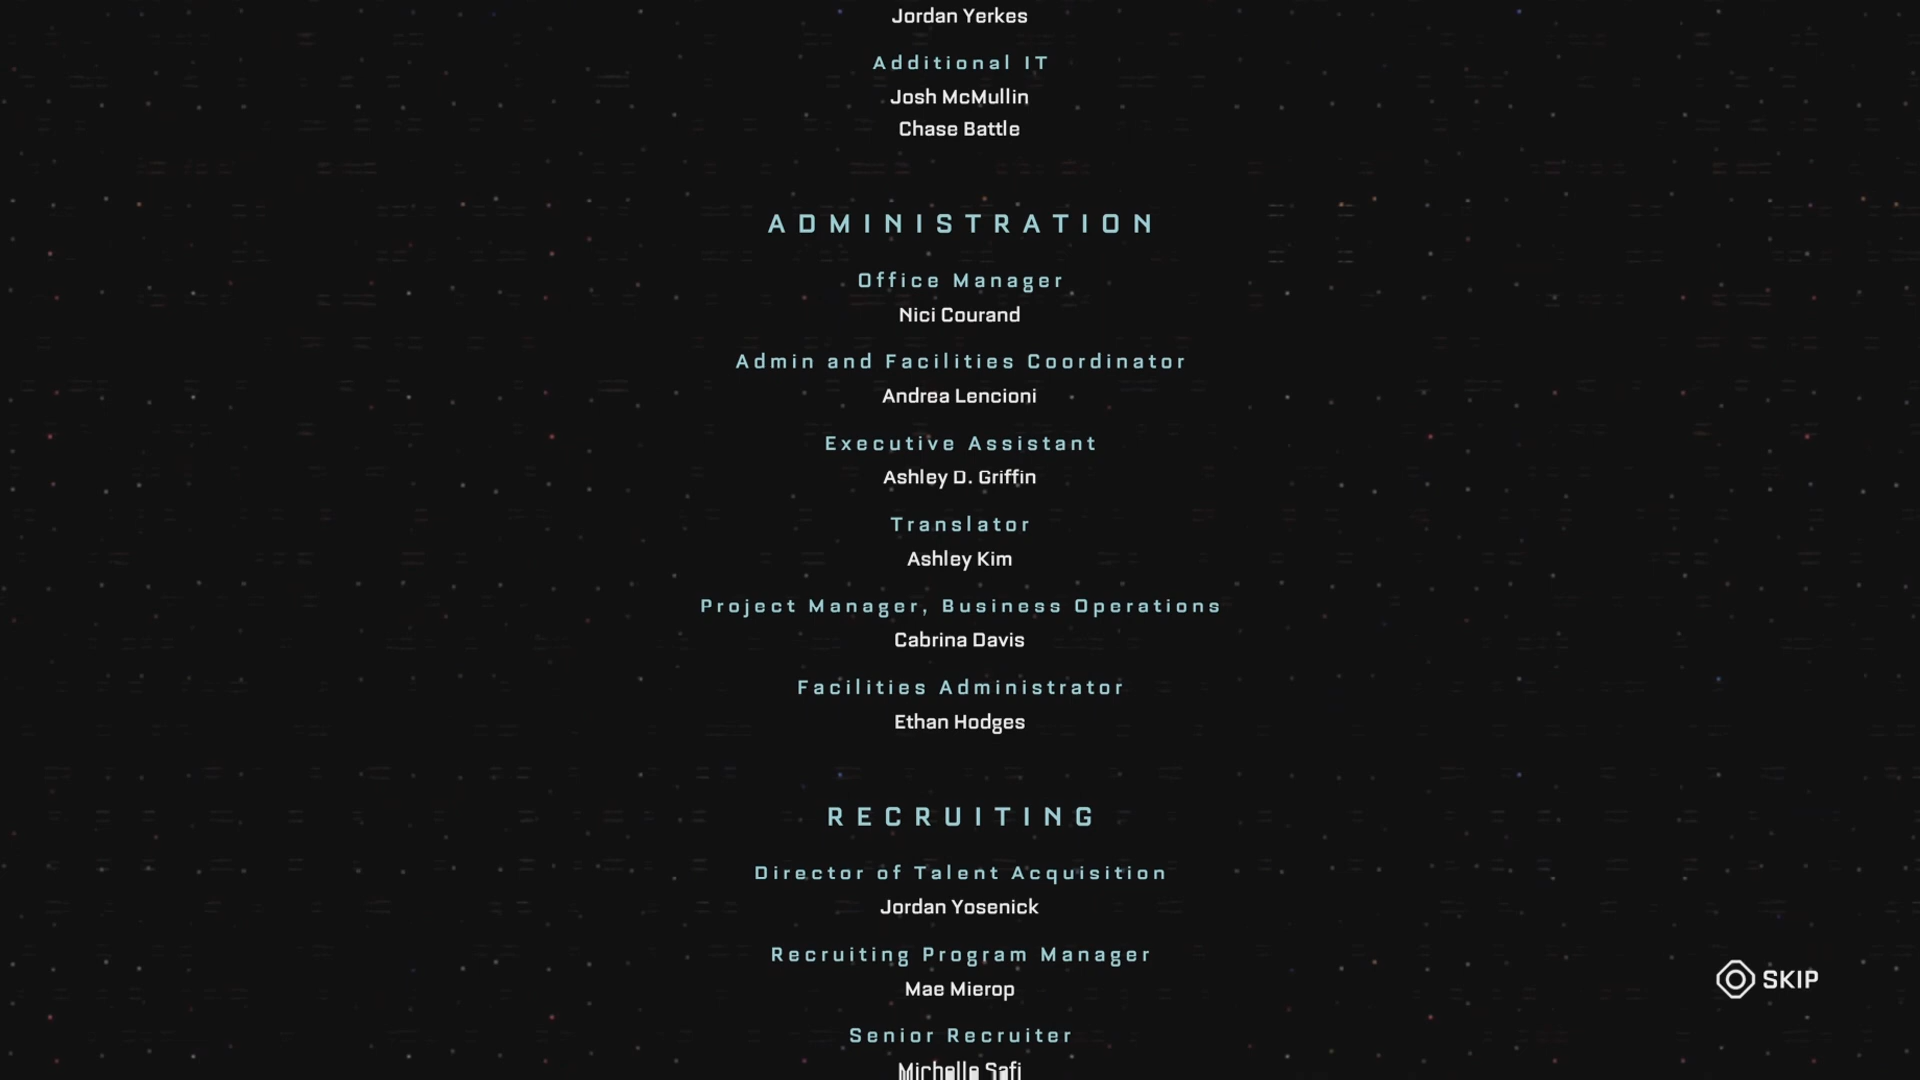 Jordan Yerkes
Additional IT
Josh McMullin
Chase Battle
ADMINISTRATION
Office Manager
Nici Courand
Admin and Facilities Coordinator
Andrea Lencioni
Executive Assistant
Ashley D. Griffin
Translator
Ashley Kim
Project Manager, Business Operations
Cabrina Davis
Facilities Administrator
Ethan Hodges
RECRUITING
Director of Talent Acquisition
Jordan Yosenick
Recruiting Program Manager
Mae Mierop
SKIP
Senior Recruiter
Michelle Safi